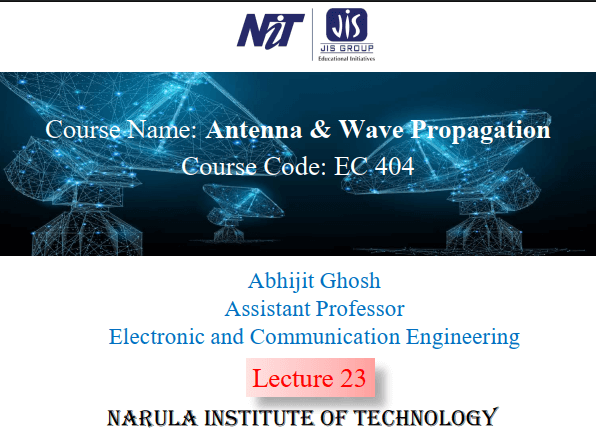 NiT
JIS
JIS GROUP
Educational Initiatives
Course Name: Antenna & Wave Propagation
Course Code: EC 404
Abhijit Ghosh
Assistant Professor
Electronic and Communication Engineering
Lecture 23
NARULA INSTITUTE OF TECHNOLOGY